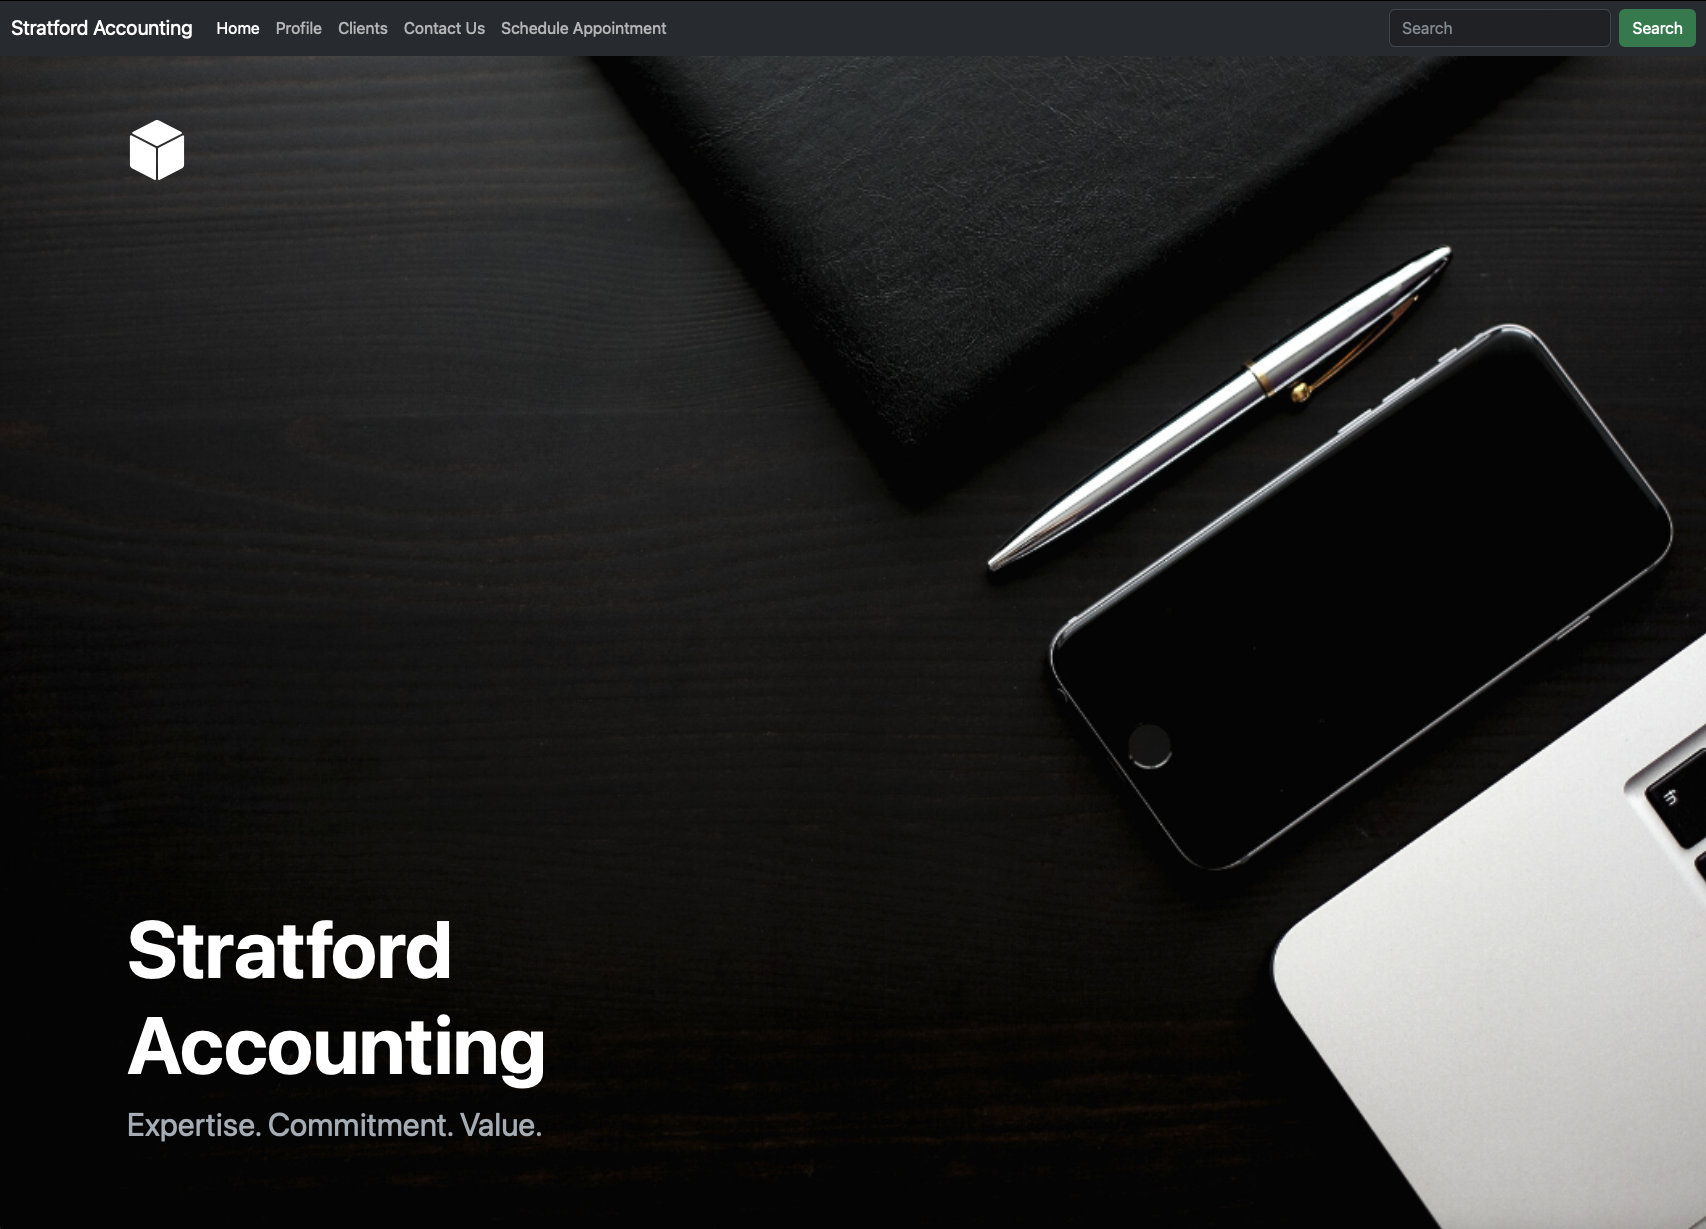 Stratford Accounting Home Profile Clients Contact Us Schedule Appointment Search Search
fn
Stratford
Accounting
Expertise. Commitment. Value.